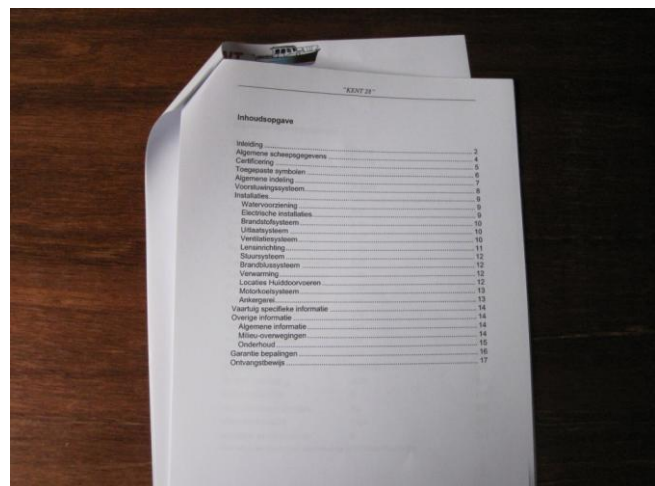 "KENT 28"
Inhoudsopgave
Inleiding ........ 2
Algemene scheepsgegevens ........ 4
Certificering ........ 5
Toegepaste symbolen ........ 6
Algemene indeling ........ 7
Voorstuwingssysteem ........ 8
Installaties ........ 9
Watervoorziening ........ 9
Electrische installaties ........ 9
Brandstofsysteem ........ 10
Uitlaatsysteem ........ 10
Ventilatiesysteem ........ 10
Lensinrichting ........ 11
Stuursysteem ........ 12
Brandblussysteem ........ 12
Verwarming ........ 12
Locaties Huiddoorvoeren ........ 12
Motorkoelsysteem ........ 13
Ankergerei ........ 13
Vaartuig specifieke informatie ........ 14
Overige informatie ........ 14
Algemene informatie ........ 14
Milieu-overwegingen ........ 14
Onderhoud ........ 15
Garantie bepalingen ........ 16
Ontvangstbewijs ........ 17